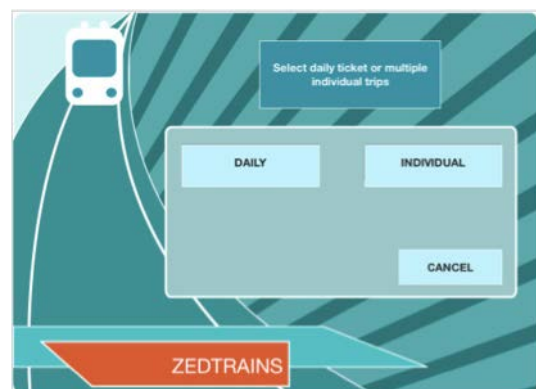 Select daily ticket or multiple
individual trips
DAILY
INDIVIDUAL
CANCEL
ZEDTRAINS